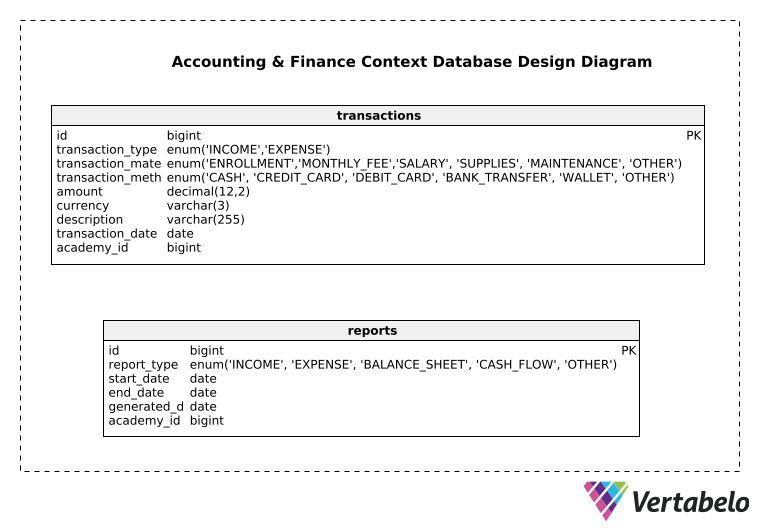 Accounting & Finance Context Database Design Diagram
transactions
id bigint PK
transaction_type enum('INCOME','EXPENSE')
transaction_mate enum('ENROLLMENT','MONTHLY_FEE','SALARY', 'SUPPLIES', 'MAINTENANCE', 'OTHER')
transaction_meth enum('CASH', 'CREDIT_CARD', 'DEBIT_CARD', 'BANK_TRANSFER', 'WALLET', 'OTHER')
amount decimal(12,2)
currency varchar(3)
description varchar(255)
transaction_date date
academy_id bigint
reports
id bigint PK
report_type enum('INCOME', 'EXPENSE', 'BALANCE_SHEET', 'CASH_FLOW', 'OTHER')
start_date date
end_date date
generated_d date
academy_id bigint
Vertabelo